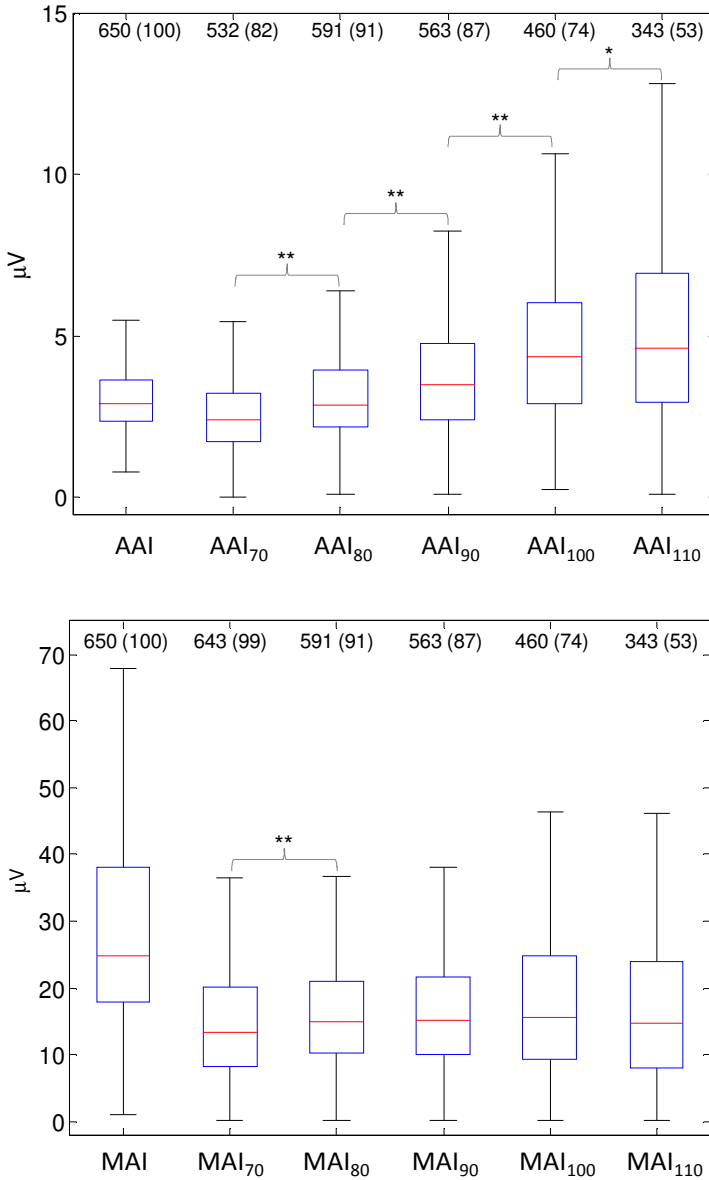 15
650 (100) 532 (82) 591 (91) 563 (87) 460 (74) 343 (53)
*
**
10
**
**
μV
5
0
AAI AAI70 AAI80 AAI90 AAI100 AAI110
650 (100) 643 (99) 591 (91) 563 (87) 460 (74) 343 (53)
70
60
50
40
**
μV
30
20
10
0
MAI MAI70 MAI80 MAI90 MAI100 MAI110